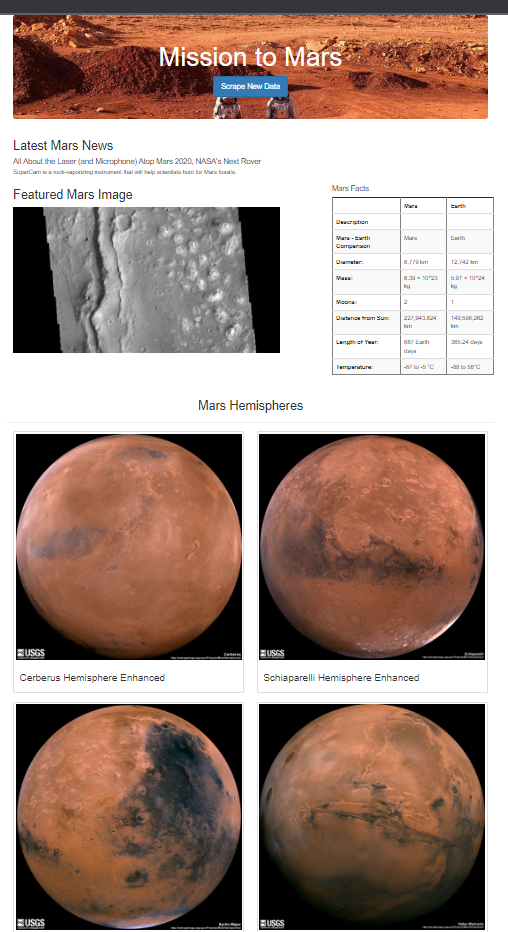 Mission to Mars
Scrape New Data
Latest Mars News
All About the Laser (and Microphone) Atop Mars 2020, NASA's Next Rover
SuperCam is a rock-vaporizing instrument that will help scientists hunt for Mars fossils.
Featured Mars Image
Mars Facts
Mars Earth
Description
Mars - Earth Comparison Mars Earth
Diameter: 6,779 km 12,742 km
Mass: 6.39 × 10^23 kg 5.97 × 10^24 kg
Moons: 2 1
Distance from Sun: 227,943,824 km 149,598,262 km
Length of Year: 687 Earth days 365.24 days
Temperature: -87 to -5 °C -88 to 58°C
Mars Hemispheres
USGS Cerberus
USGS Schiaparelli
Cerberus Hemisphere Enhanced
Schiaparelli Hemisphere Enhanced
USGS Syrtis Major
USGS Valles Marineris